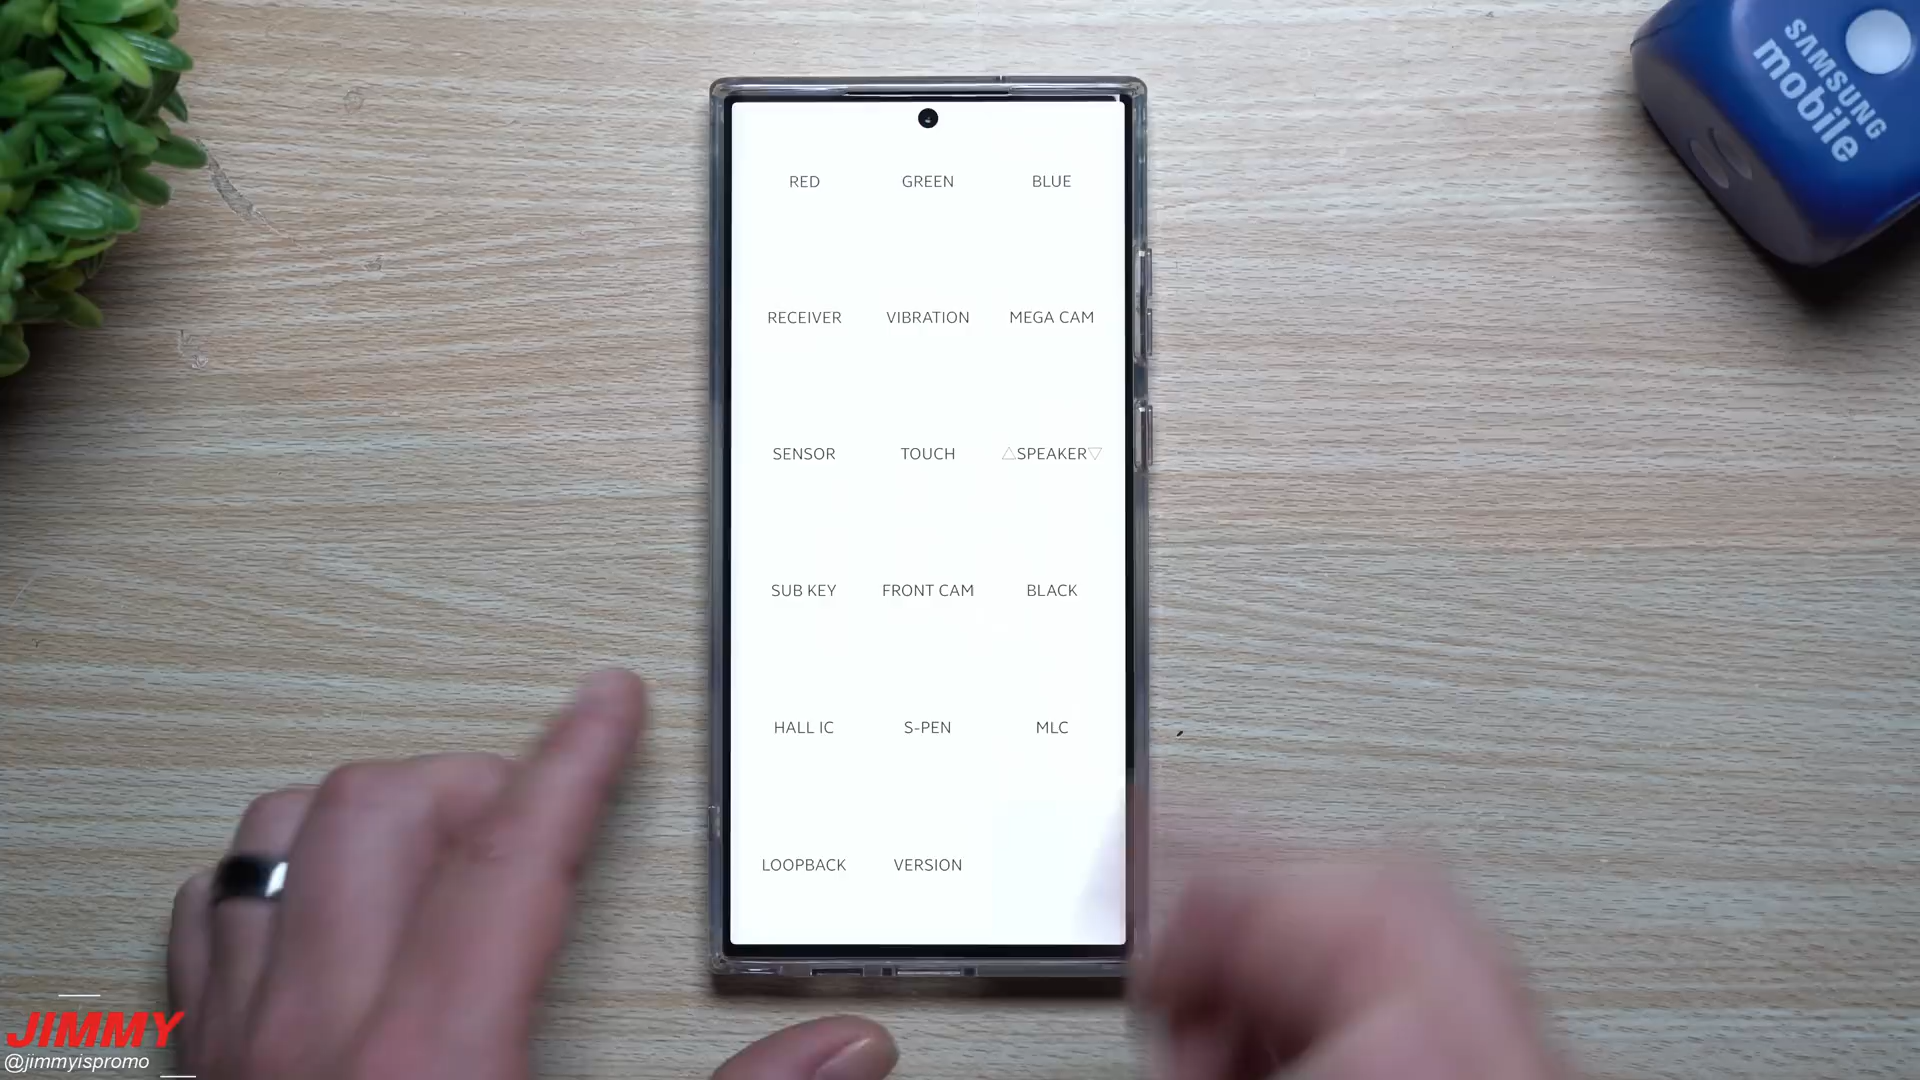 SAMSUNG
mobile
RED GREEN BLUE
RECEIVER VIBRATION MEGA CAM
SENSOR TOUCH △SPEAKER▽
SUB KEY FRONT CAM BLACK
HALL IC S-PEN MLC
LOOPBACK VERSION
JIMMY
@jimmyispromo